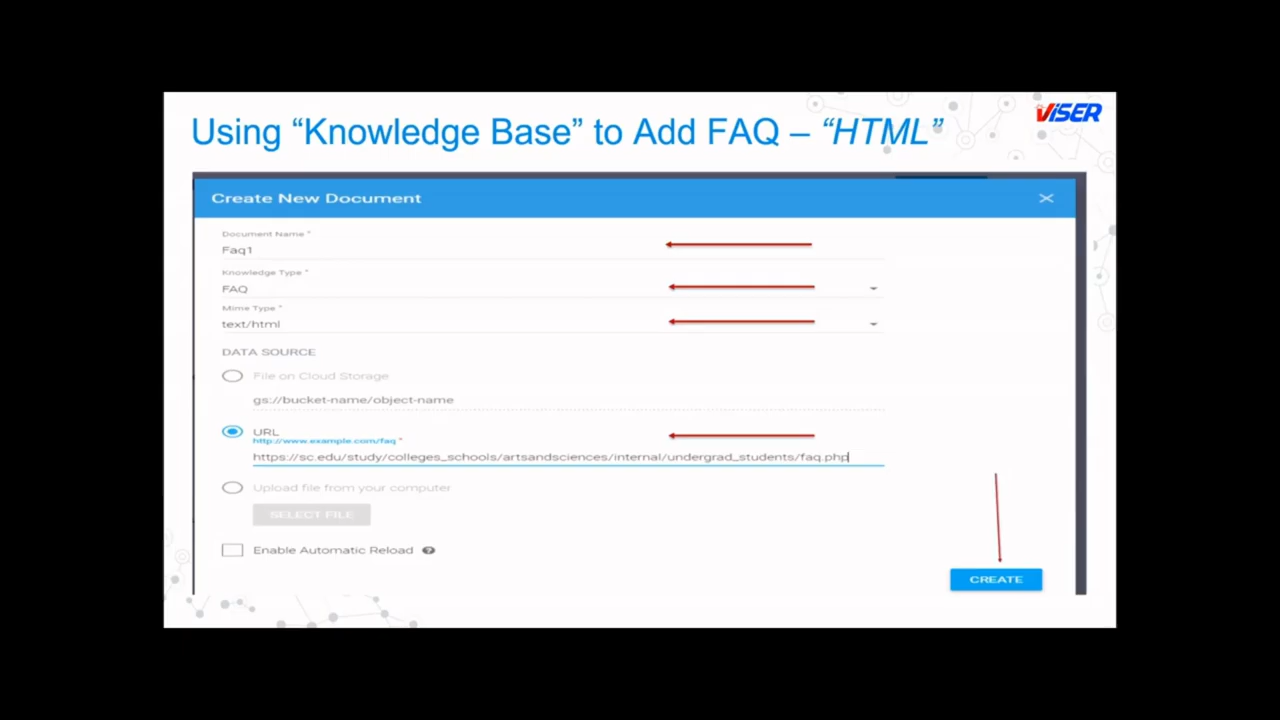 ViSER
Using “Knowledge Base” to Add FAQ – “HTML”
Create New Document
Document Name *
Faq1
Knowledge Type *
FAQ
Mime Type *
text/html
DATA SOURCE
File on Cloud Storage
gs://bucket-name/object-name
URL
http://www.example.com/faq *
https://sc.edu/study/colleges_schools/artsandsciences/internal/undergrad_students/faq.php
Upload file from your computer
SELECT FILE
Enable Automatic Reload ?
CREATE